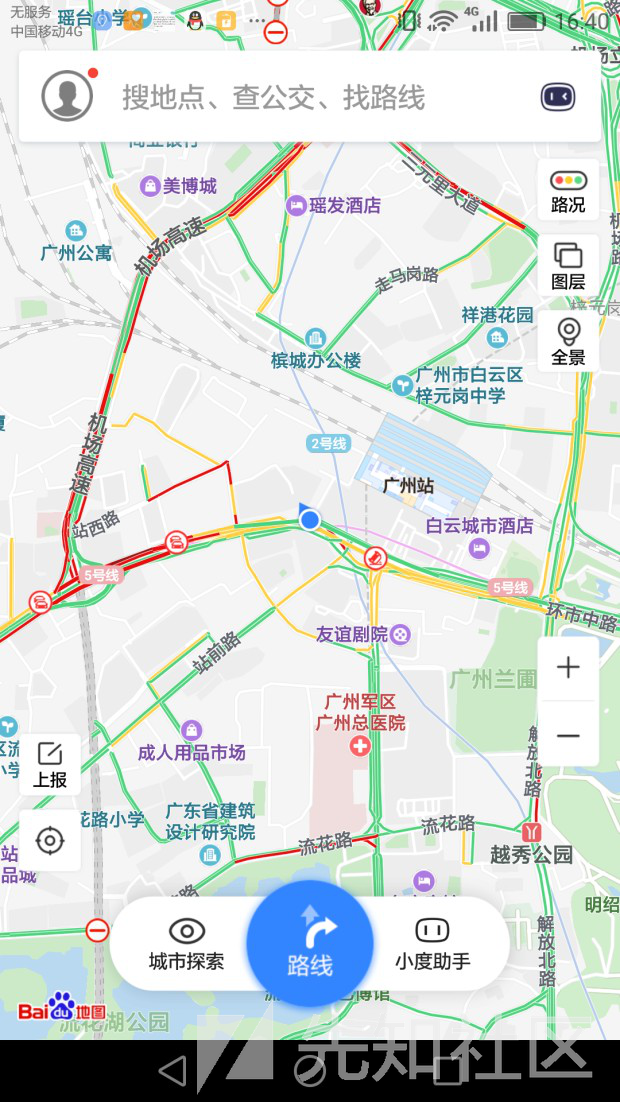 无服务
中国移动4G
瑶台小学
4G
16:40
搜地点、查公交、找路线
美博城
瑶发酒店
三元里大道
路况
广州公寓
机场高速
走马岗路
图层
祥港花园
梓元岗
槟城办公楼
全景
广州市白云区
梓元岗中学
机场高速
2号线
广州站
站西路
白云城市酒店
5号线
5号线
环市中路
友谊剧院
站前路
广州兰圃
广州军区
广州总医院
成人用品市场
解放北路
上报
花路小学
广东省建筑
设计研究院
流花路
流花路
越秀公园
明绍
解放北路
城市探索
路线
小度助手
Bai du 地图
流花湖公园
先知社区